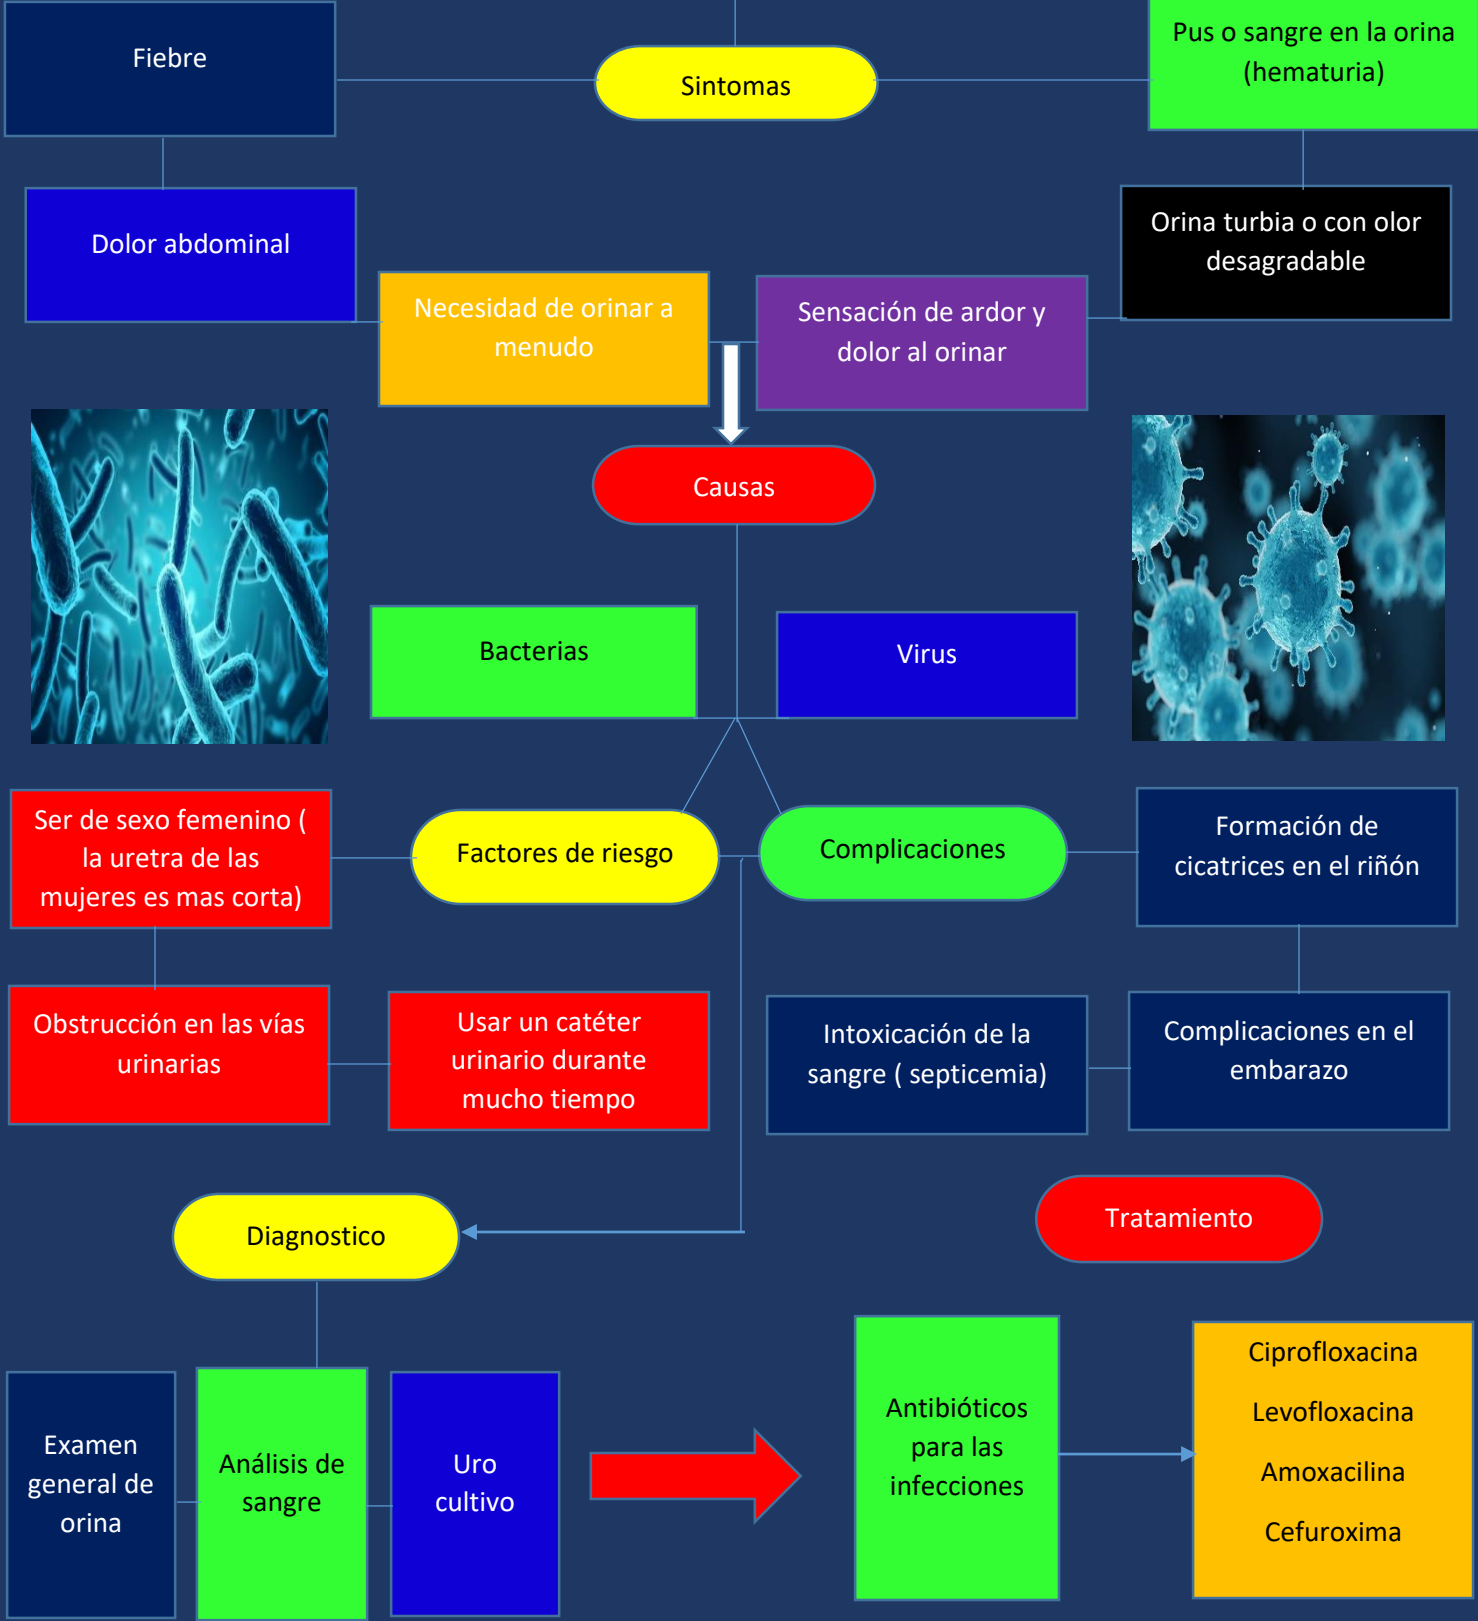 Fiebre
Sintomas
Pus o sangre en la orina
(hematuria)
Dolor abdominal
Orina turbia o con olor
desagradable
Necesidad de orinar a
menudo
Sensación de ardor y
dolor al orinar
Causas
Bacterias
Virus
Ser de sexo femenino (
la uretra de las
mujeres es mas corta)
Factores de riesgo
Complicaciones
Formación de
cicatrices en el riñón
Obstrucción en las vías
urinarias
Usar un catéter
urinario durante
mucho tiempo
Intoxicación de la
sangre ( septicemia)
Complicaciones en el
embarazo
Diagnostico
Tratamiento
Examen
general de
orina
Análisis de
sangre
Uro
cultivo
Antibióticos
para las
infecciones
Ciprofloxacina
Levofloxacina
Amoxacilina
Cefuroxima